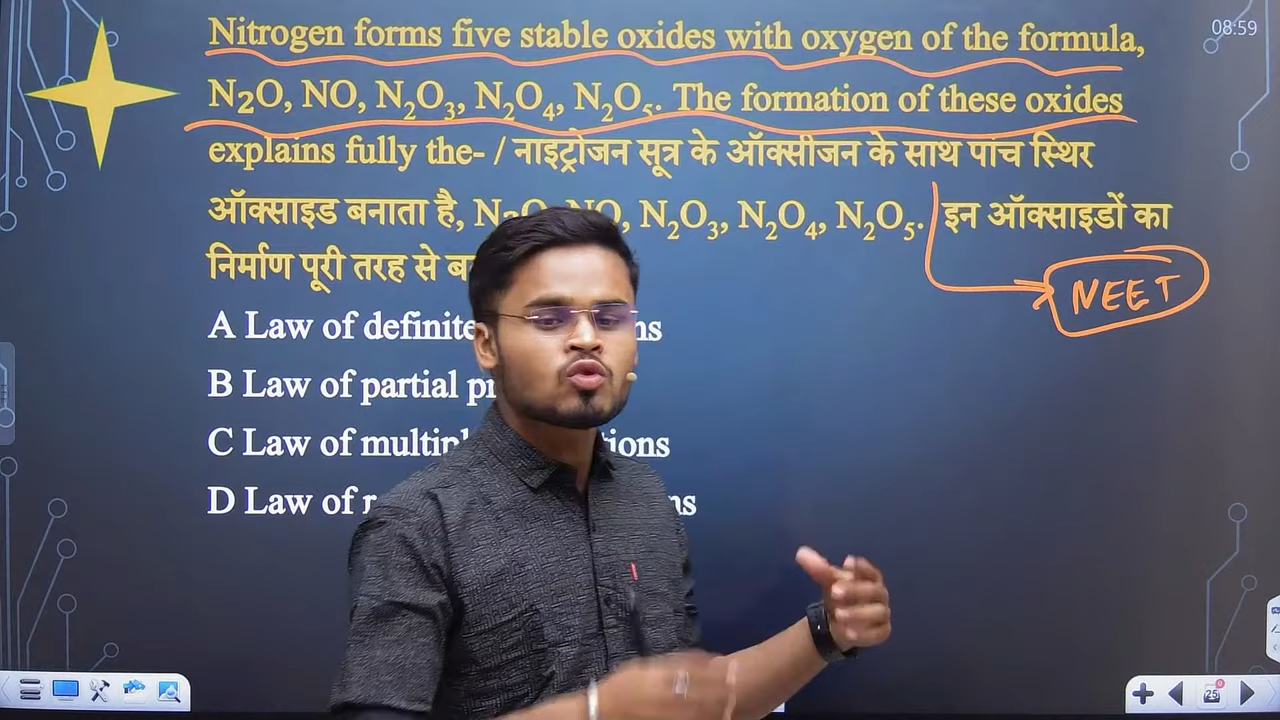 08:59
Nitrogen forms five stable oxides with oxygen of the formula,
N₂O, NO, N₂O₃, N₂O₄, N₂O₅. The formation of these oxides
explains fully the- / नाइट्रोजन सूत्र के ऑक्सीजन के साथ पांच स्थिर
ऑक्साइड बनाता है, N₂O, NO, N₂O₃, N₂O₄, N₂O₅. इन ऑक्साइडों का
निर्माण पूरी तरह से
NEET
A Law of definite
B Law of partial
C Law of
D Law of
25